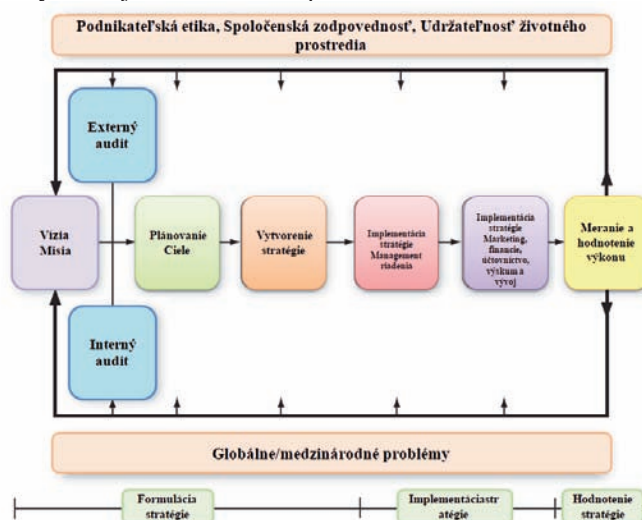 Podnikateľská etika, Spoločenská zodpovednosť, Udržateľnosť životného
prostredia
Externý
audit
Vízia
Misia
Plánovanie
Ciele
Vytvorenie
stratégie
Implementácia
stratégie
Management
riadenia
Implementácia
stratégie
Marketing,
financie,
účtovníctvo,
výskum a
vývoj
Meranie a
hodnotenie
výkonu
Interný
audit
Globálne/medzinárodné problémy
Formulácia
stratégie
Implementáciastr
atégie
Hodnotenie
stratégie